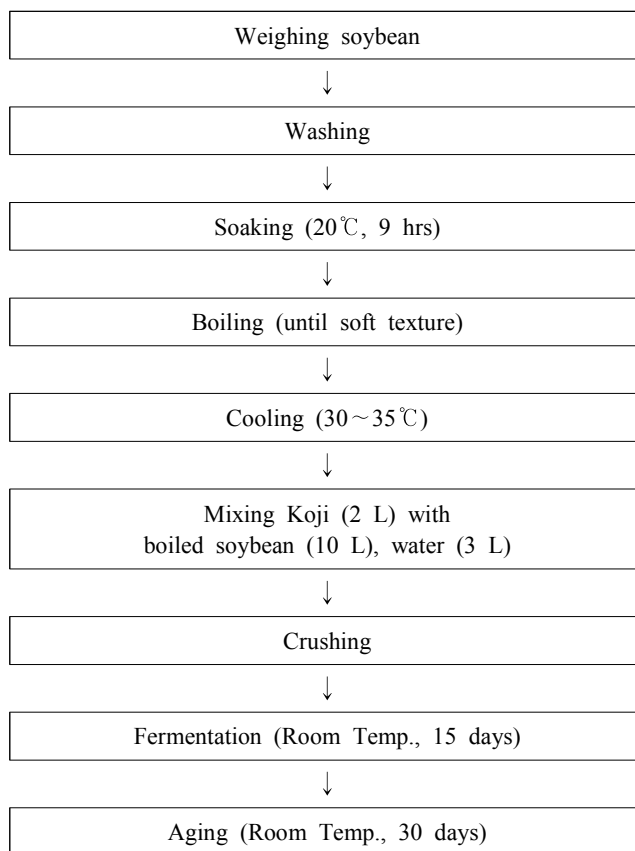 Weighing soybean
↓
Washing
↓
Soaking (20℃, 9 hrs)
↓
Boiling (until soft texture)
↓
Cooling (30～35℃)
↓
Mixing Koji (2 L) with
boiled soybean (10 L), water (3 L)
↓
Crushing
↓
Fermentation (Room Temp., 15 days)
↓
Aging (Room Temp., 30 days)